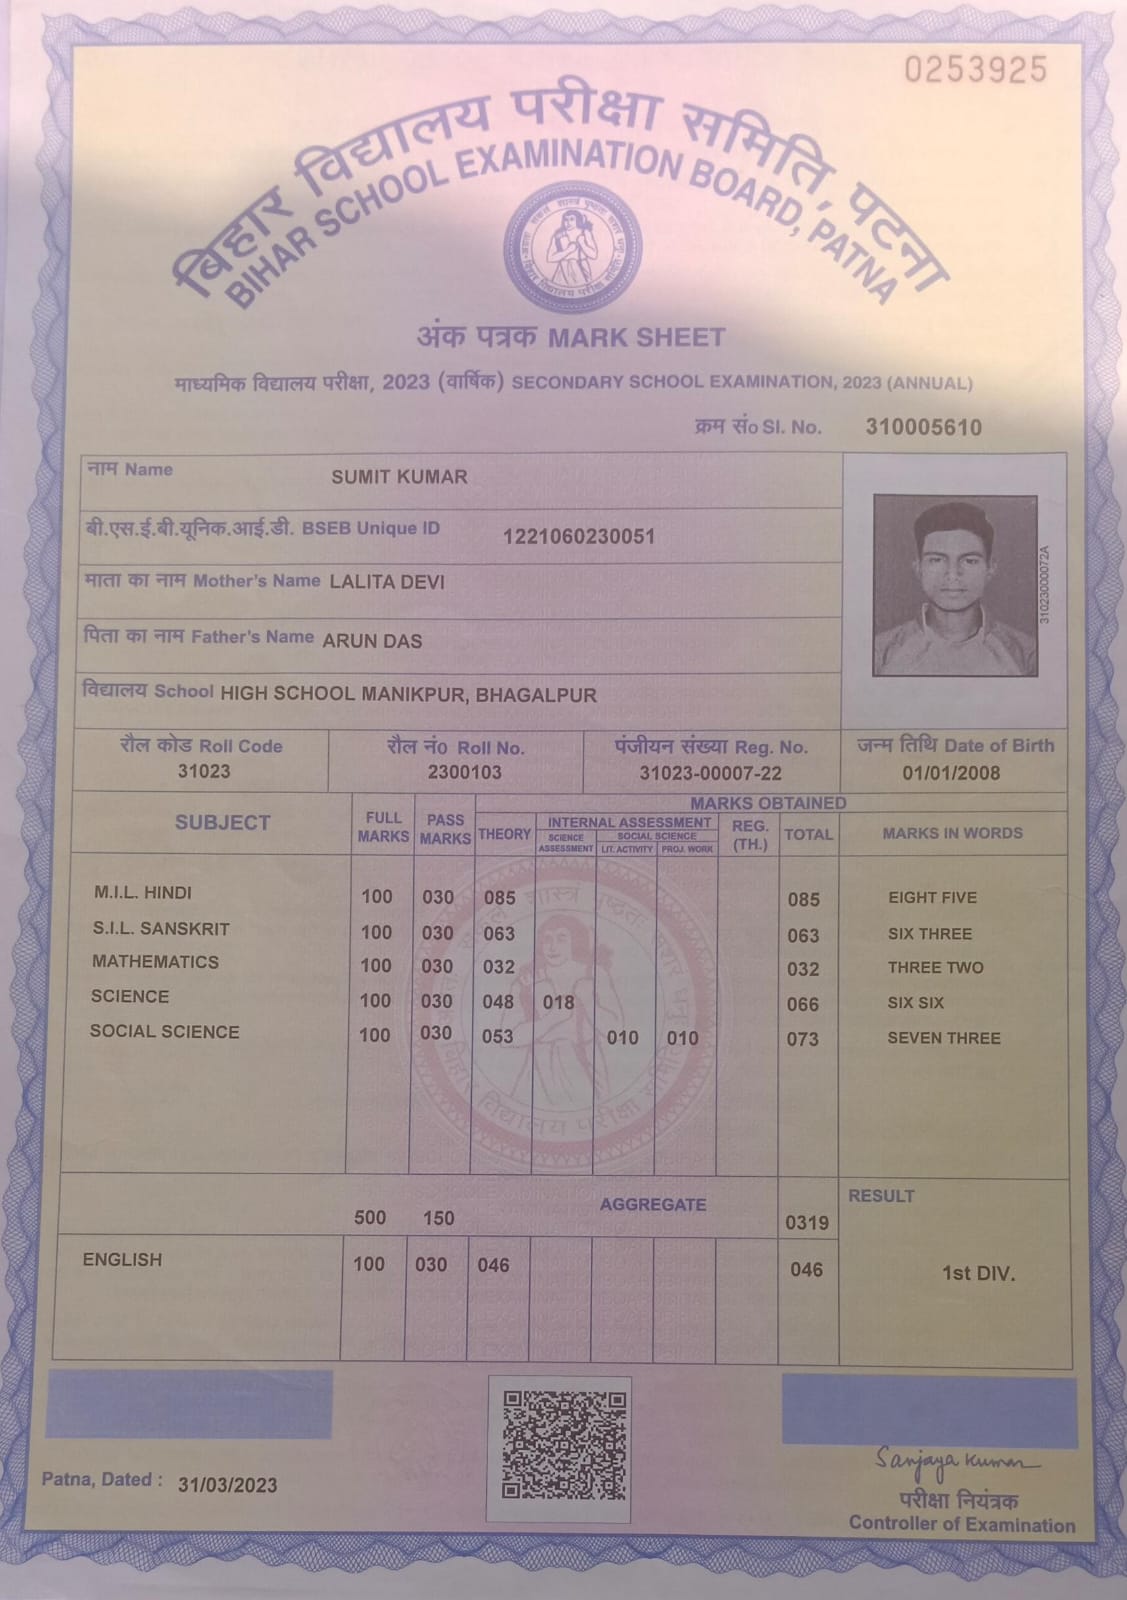 0253925
बिहार विद्यालय परीक्षा समिति, पटना
BIHAR SCHOOL EXAMINATION BOARD, PATNA
अंक पत्रक MARK SHEET
माध्यमिक विद्यालय परीक्षा, 2023 (वार्षिक) SECONDARY SCHOOL EXAMINATION, 2023 (ANNUAL)
क्रम सं० Sl. No. 310005610
नाम Name SUMIT KUMAR
बी.एस.ई.बी.यूनिक.आई.डी. BSEB Unique ID 1221060230051
माता का नाम Mother's Name LALITA DEVI
पिता का नाम Father's Name ARUN DAS
विद्यालय School HIGH SCHOOL MANIKPUR, BHAGALPUR
3102300072A
रौल कोड Roll Code रौल नं० Roll No. पंजीयन संख्या Reg. No. जन्म तिथि Date of Birth
31023 2300103 31023-00007-22 01/01/2008
MARKS OBTAINED
SUBJECT FULL MARKS PASS MARKS THEORY INTERNAL ASSESSMENT REG. (TH.) TOTAL MARKS IN WORDS
SCIENCE ASSESSMENT SOCIAL SCIENCE
LIT. ACTIVITY PROJ. WORK
M.I.L. HINDI 100 030 085 085 EIGHT FIVE
S.I.L. SANSKRIT 100 030 063 063 SIX THREE
MATHEMATICS 100 030 032 032 THREE TWO
SCIENCE 100 030 048 018 066 SIX SIX
SOCIAL SCIENCE 100 030 053 010 010 073 SEVEN THREE
विद्यालय परीक्षा
500 150 AGGREGATE 0319 RESULT
ENGLISH 100 030 046 046 1st DIV.
Patna, Dated : 31/03/2023
Sanjaya Kumar
परीक्षा नियंत्रक
Controller of Examination